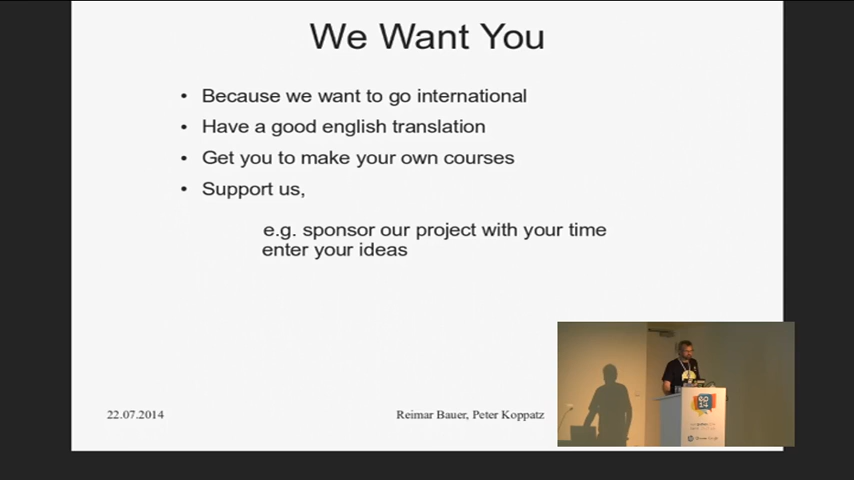 We Want You
• Because we want to go international
• Have a good english translation
• Get you to make your own courses
• Support us,
e.g. sponsor our project with your time
enter your ideas
22.07.2014
Reimar Bauer, Peter Koppatz